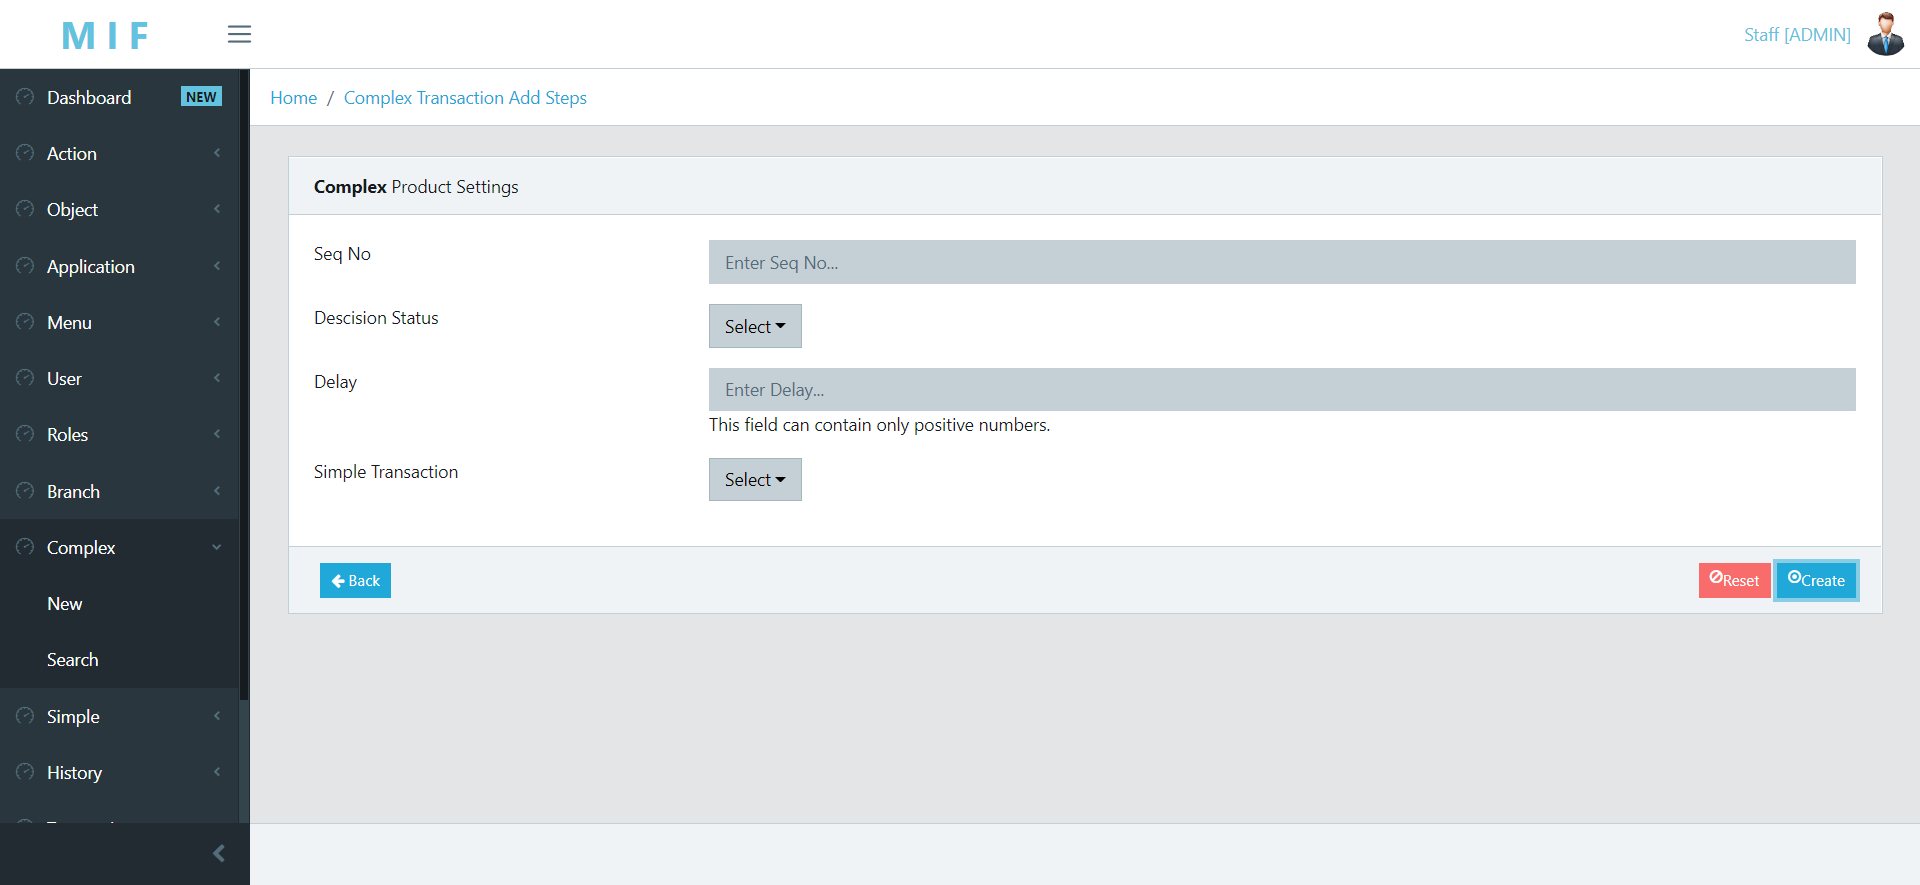 M I F
Staff [ADMIN]
Dashboard NEW
Action
Object
Application
Menu
User
Roles
Branch
Complex
New
Search
Simple
History
Home / Complex Transaction Add Steps
Complex Product Settings
Seq No
Enter Seq No...
Descision Status
Select
Delay
Enter Delay...
This field can contain only positive numbers.
Simple Transaction
Select
Back
Reset
Create